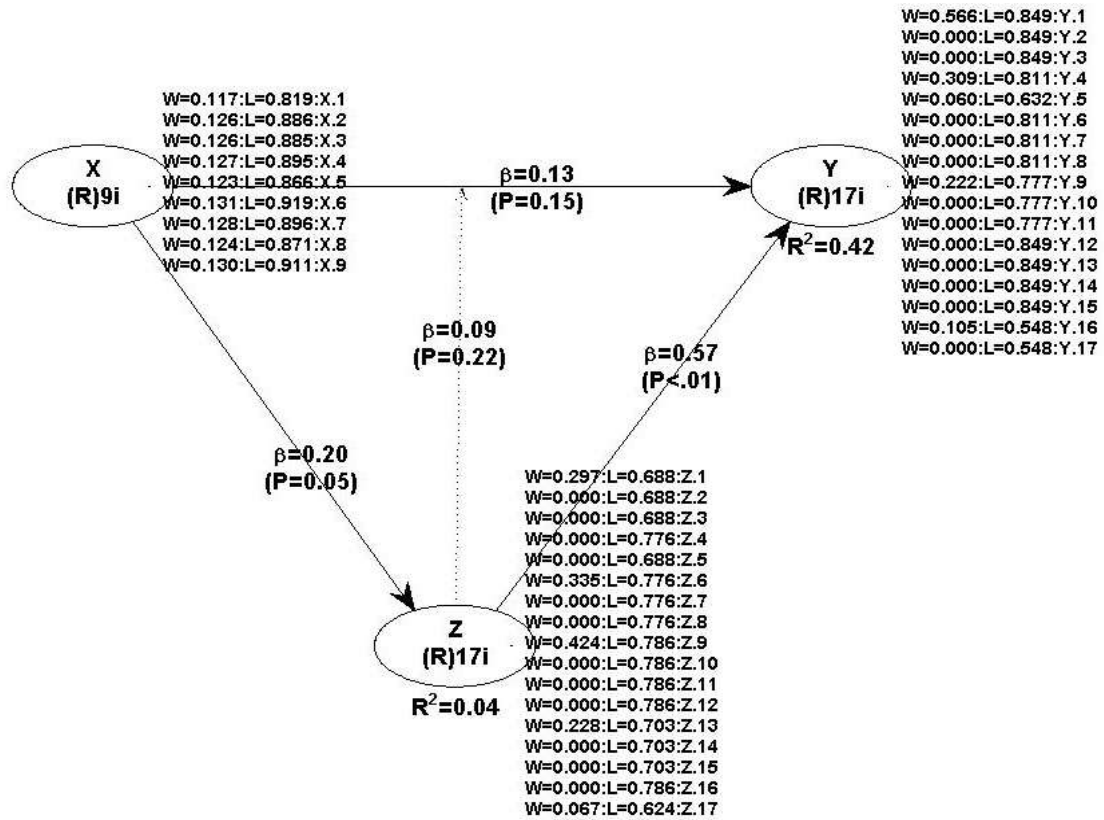 W=0.566:L=0.849:Y.1
W=0.000:L=0.849:Y.2
W=0.000:L=0.849:Y.3
W=0.309:L=0.811:Y.4
W=0.060:L=0.632:Y.5
W=0.000:L=0.811:Y.6
W=0.000:L=0.811:Y.7
W=0.000:L=0.811:Y.8
W=0.222:L=0.777:Y.9
W=0.000:L=0.777:Y.10
W=0.000:L=0.777:Y.11
W=0.000:L=0.849:Y.12
W=0.000:L=0.849:Y.13
W=0.000:L=0.849:Y.14
W=0.000:L=0.849:Y.15
W=0.105:L=0.548:Y.16
W=0.000:L=0.548:Y.17
W=0.117:L=0.819:X.1
W=0.126:L=0.886:X.2
W=0.126:L=0.885:X.3
W=0.127:L=0.895:X.4
W=0.123:L=0.866:X.5
W=0.131:L=0.919:X.6
W=0.128:L=0.896:X.7
W=0.124:L=0.871:X.8
W=0.130:L=0.911:X.9
X
(R)9i
β=0.13
(P=0.15)
Y
(R)17i
R²=0.42
β=0.09
(P=0.22)
β=0.57
(P<.01)
β=0.20
(P=0.05)
W=0.297:L=0.688:Z.1
W=0.000:L=0.688:Z.2
W=0.000:L=0.688:Z.3
W=0.000:L=0.776:Z.4
W=0.000:L=0.688:Z.5
W=0.335:L=0.776:Z.6
W=0.000:L=0.776:Z.7
W=0.000:L=0.776:Z.8
W=0.424:L=0.786:Z.9
W=0.000:L=0.786:Z.10
W=0.000:L=0.786:Z.11
W=0.000:L=0.786:Z.12
W=0.228:L=0.703:Z.13
W=0.000:L=0.703:Z.14
W=0.000:L=0.703:Z.15
W=0.000:L=0.786:Z.16
W=0.067:L=0.624:Z.17
Z
(R)17i
R²=0.04